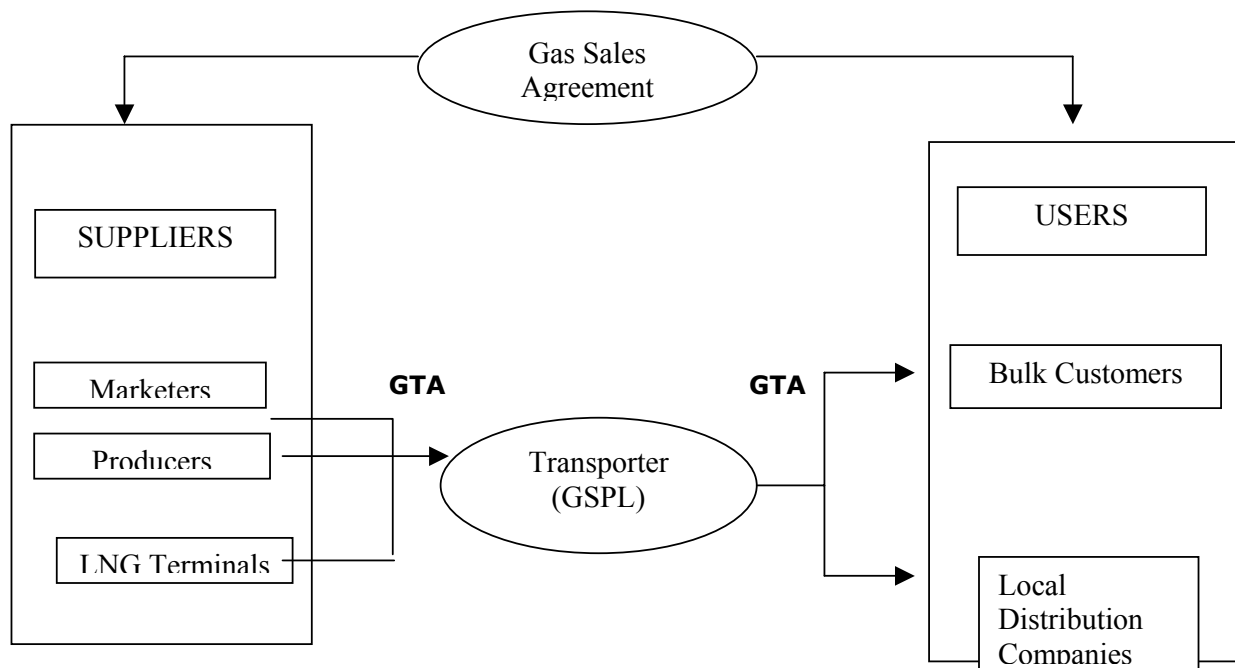 Gas Sales
Agreement
SUPPLIERS
USERS
Marketers
GTA
GTA
Bulk Customers
Producers
Transporter
(GSPL)
LNG Terminals
Local
Distribution
Companies